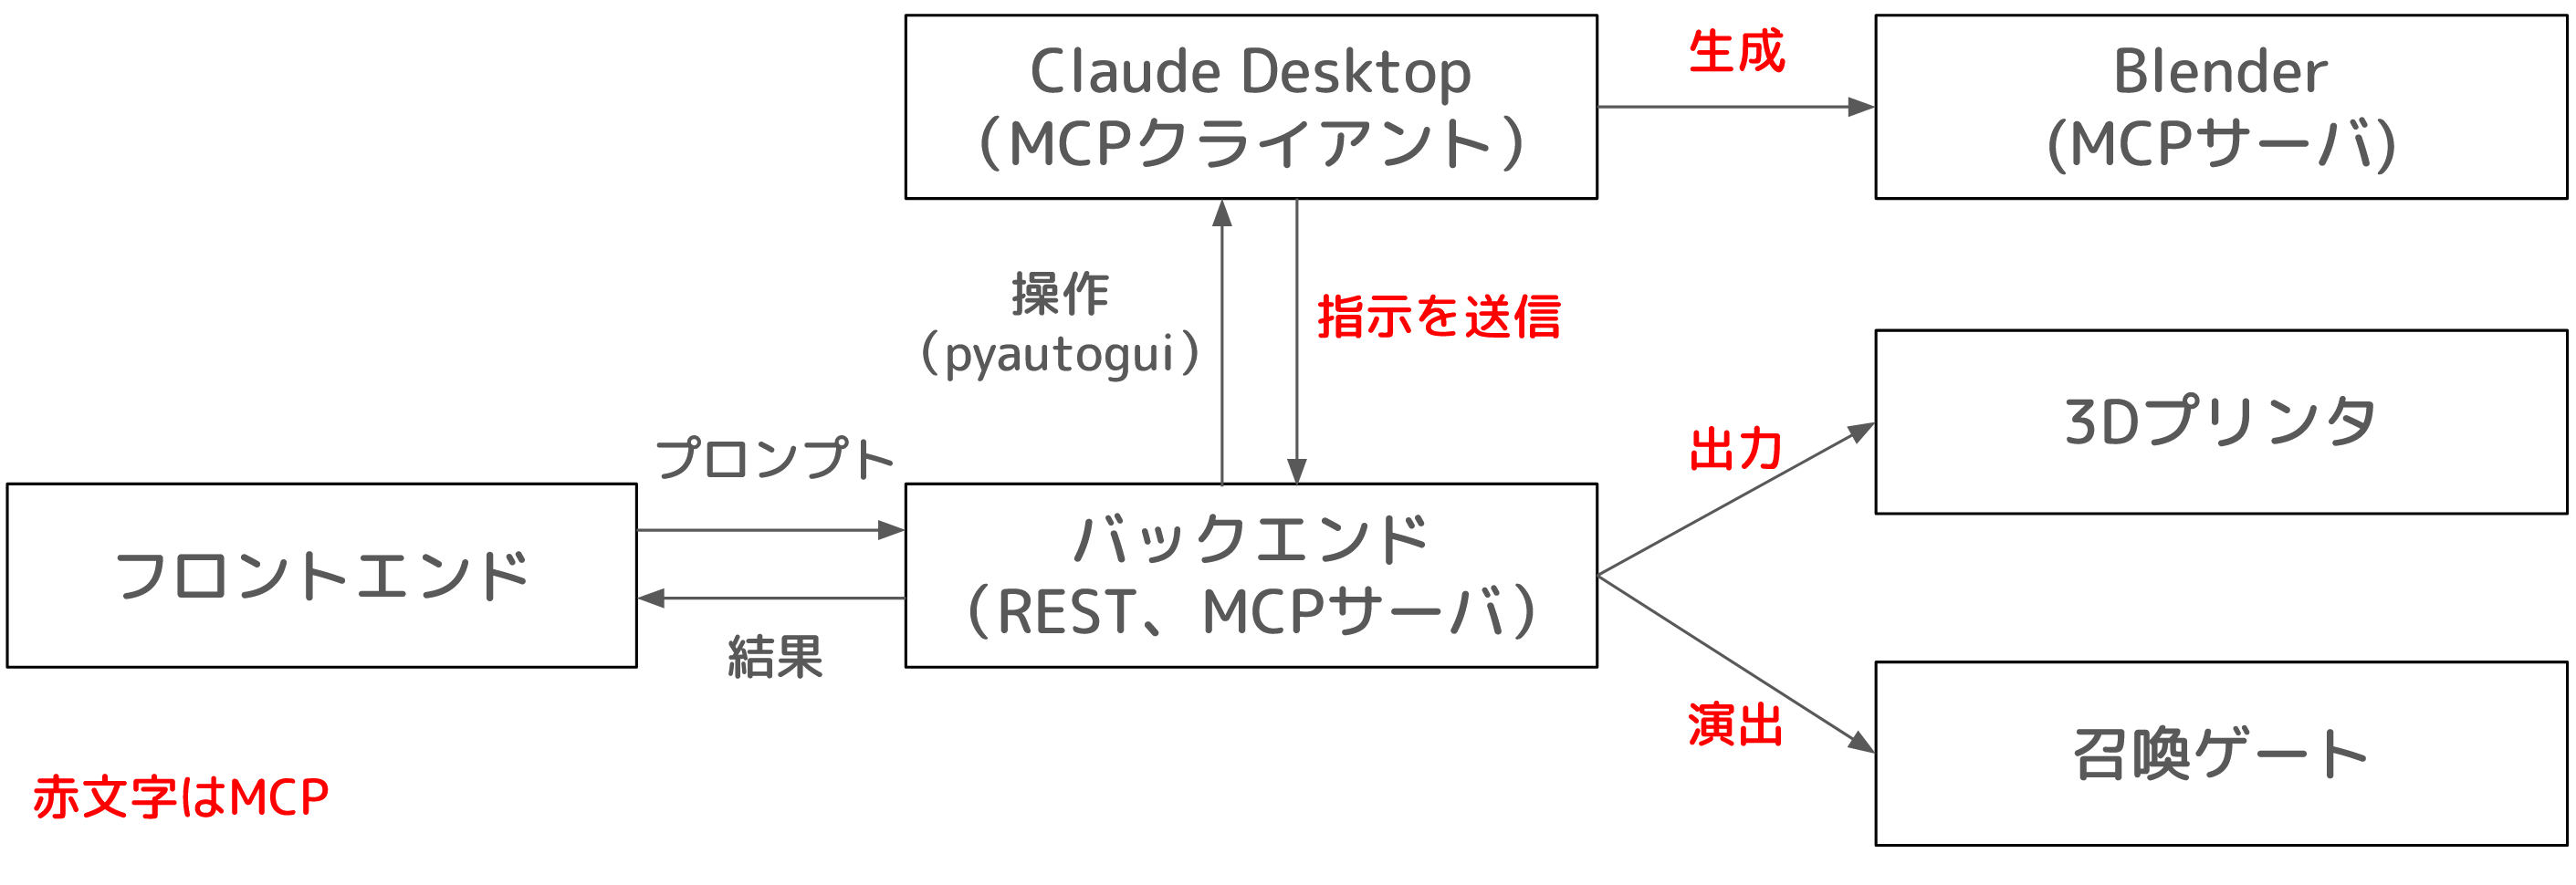 Claude Desktop
（MCPクライアント）
生成
Blender
(MCPサーバ)
操作
（pyautogui）
指示を送信
3Dプリンタ
出力
プロンプト
フロントエンド
バックエンド
（REST、MCPサーバ）
結果
演出
召喚ゲート
赤文字はMCP